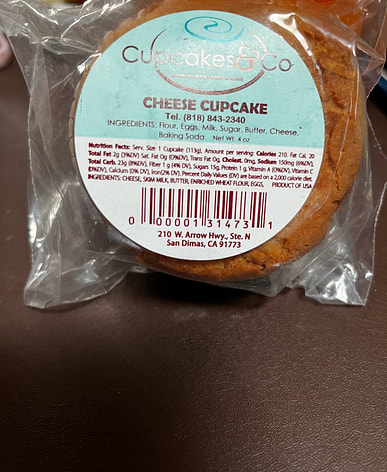 Cupcakes & Co
CHEESE CUPCAKE
Tel. (818) 843-2340
INGREDIENTS: Flour, Eggs, Milk, Sugar, Butter, Cheese,
Baking Soda Net WT. 4 oz
Nutrition Facts: Serv. Size 1 Cupcake (113g), Amount per serving: Calories 210, Fat Cal. 20
Total Fat 2g (3%DV), Sat. Fat 0g (0%DV), Trans Fat 0g, Cholest. 0mg, Sodium 150mg (6%DV),
Total Carb. 23g (8%DV), Fiber 1g (4% DV), Sugars 15g, Protein 1g, Vitamin A (0%DV), Vitamin C
(0%DV), Calcium (0% DV), Iron(2% DV), Percent Daily Values (DV) are based on a 2,000 calorie diet.
INGREDIENTS: CHEESE, SKIM MILK, BUTTER, ENRICHED WHEAT FLOUR, EGGS, PRODUCT OF USA
0 00001 31473 1
210 W. Arrow Hwy., Ste. N
San Dimas, CA 91773